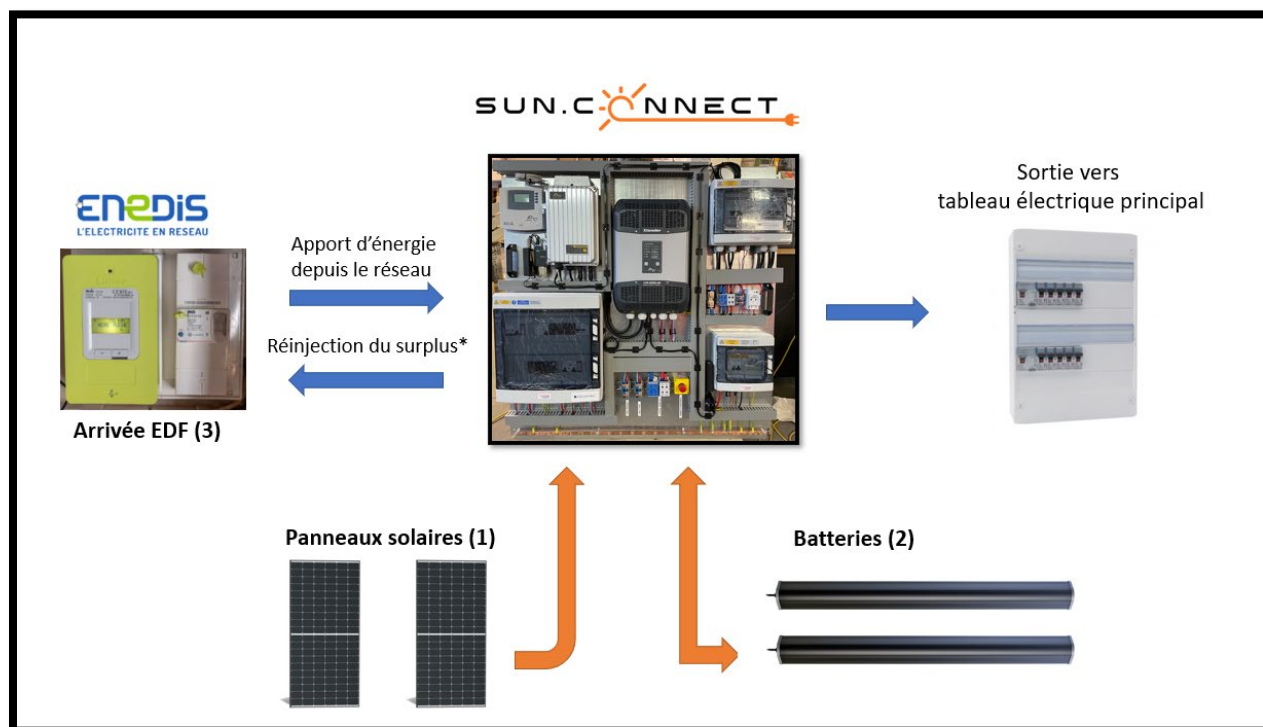 SUN.CONNECT
ENEDIS
L'ELECTRICITE EN RESEAU
Apport d'énergie
depuis le réseau
Réinjection du surplus*
Arrivée EDF (3)
Sortie vers
tableau électrique principal
Panneaux solaires (1)
Batteries (2)